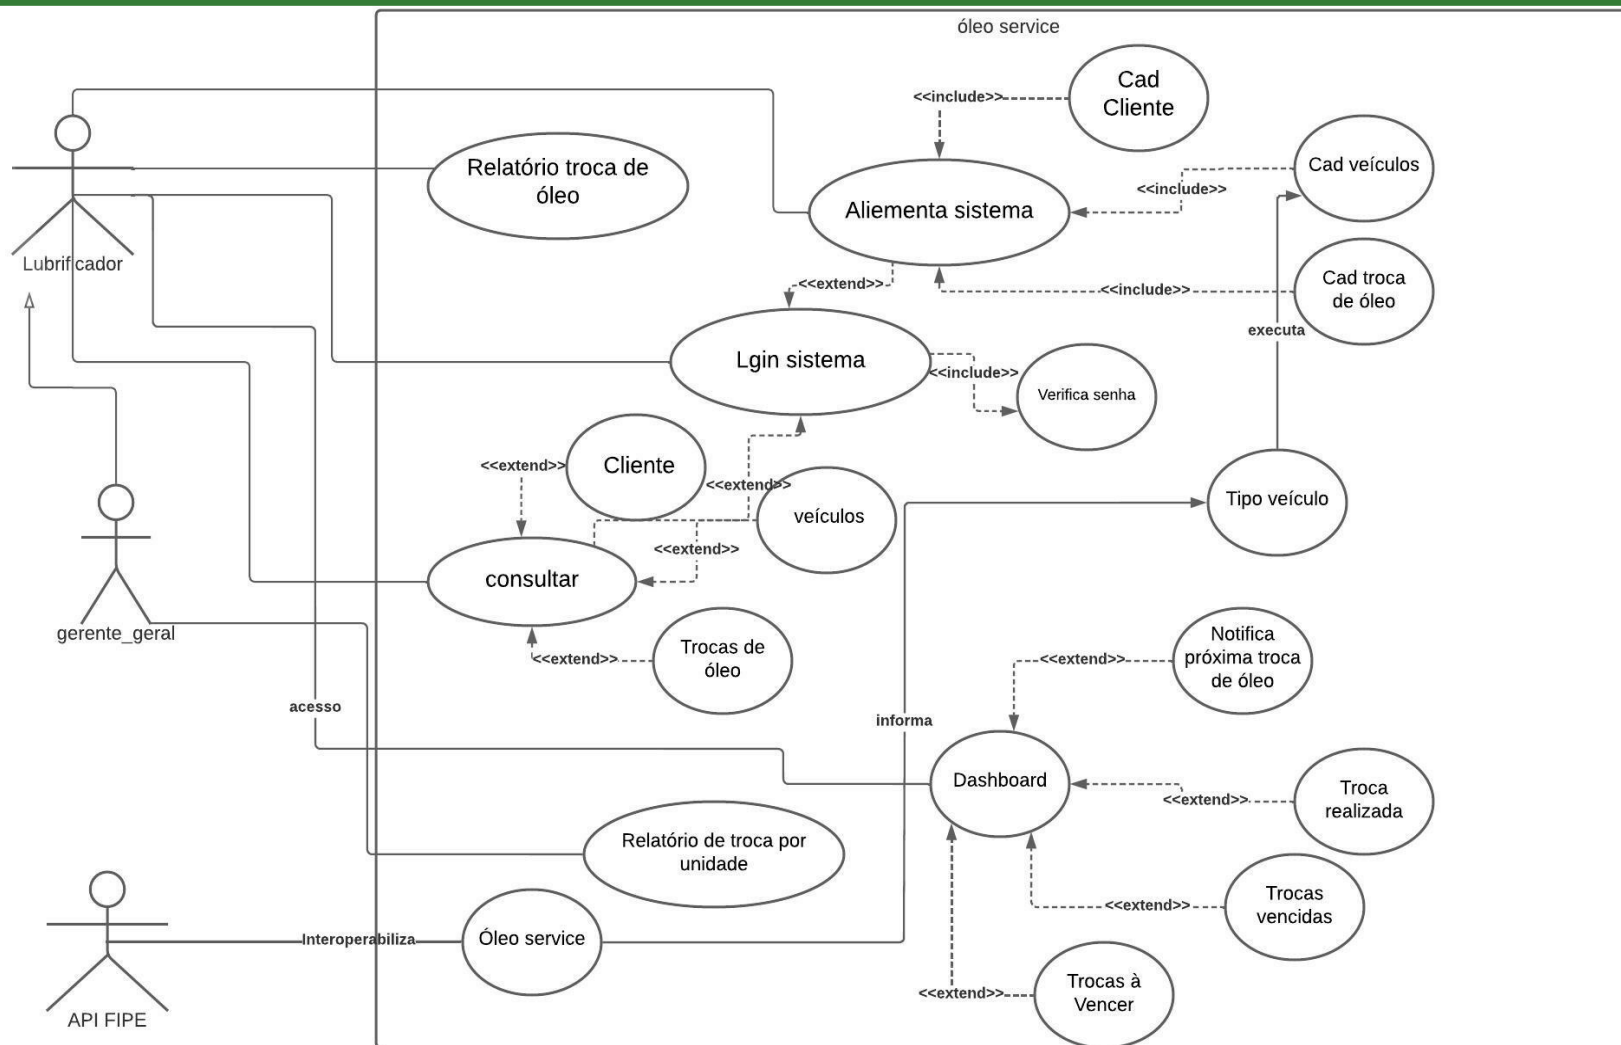 óleo service
Cad
Cliente
<<include>>
Relatório troca de
óleo
Cad veículos
<<include>>
Aliementa sistema
Lubrificador
<<extend>>
<<include>>
Cad troca
de óleo
executa
Lgin sistema
<<include>>
Verifica senha
Cliente
<<extend>>
<<extend>>
veículos
Tipo veículo
<<extend>>
consultar
gerente_geral
Trocas de
óleo
<<extend>>
Notifica
próxima troca
de óleo
<<extend>>
acesso
informa
Dashboard
Troca
realizada
<<extend>>
Relatório de troca por
unidade
Trocas
vencidas
<<extend>>
Interoperabiliza
Óleo service
Trocas à
Vencer
<<extend>>
API FIPE